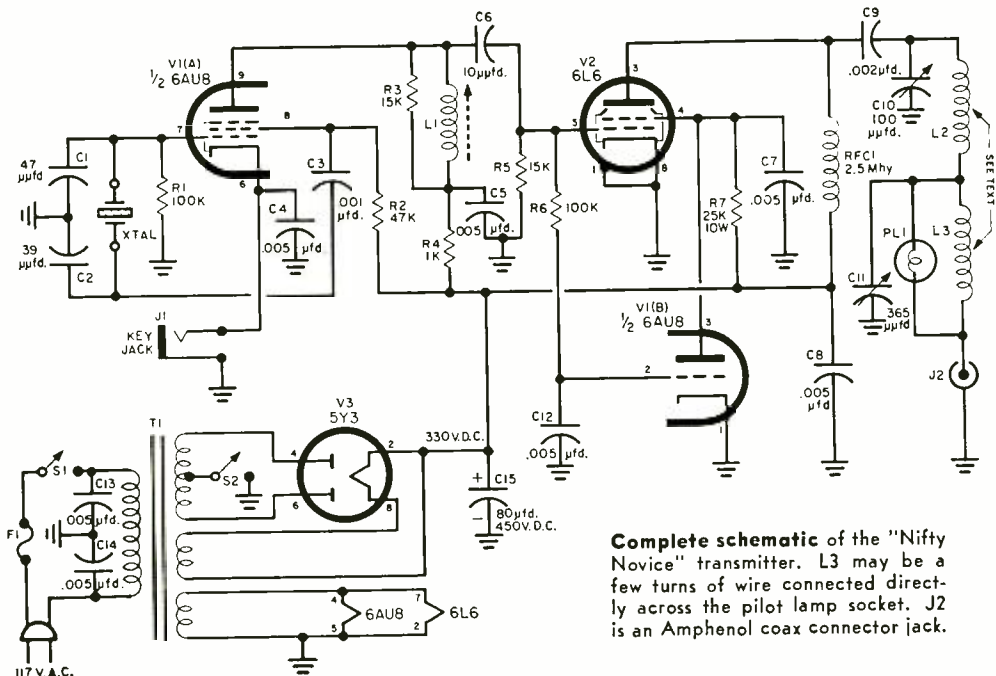 V1(A)
1/2 6AU8
9
7
8
6
47
μμfd
C1
39
μμfd.
C2
XTAL
R1
100K
C4
.005 μfd.
C3
.001
μfd.
R2
47K
R3
15K
L1
C6
10μμfd.
R4
1K
C5
.005 μfd.
R5
15K
R6
100K
V2
6L6
3
5
4
1
8
R7
25K
10W
C7
.005 μfd.
RFC1
2.5 Mhy
C9
.002μfd.
C10
100
μμfd.
L2
SEE TEXT
PL1
L3
C11
365
μμfd
J2
C8
.005
μfd
J1
KEY
JACK
V1(B)
1/2 6AU8
3
2
1
C12
.005 μfd.
T1
V3
5Y3
2
4
6
8
330V.D.C.
S1
S2
C13
.005μfd.
C14
.005μfd.
F1
117 V.A.C.
+
C15
−
80μfd.
450V.D.C.
4
6AU8
5
7
6L6
2
Complete schematic of the "Nifty
Novice" transmitter. L3 may be a
few turns of wire connected direct-
ly across the pilot lamp socket. J2
is an Amphenol coax connector jack.